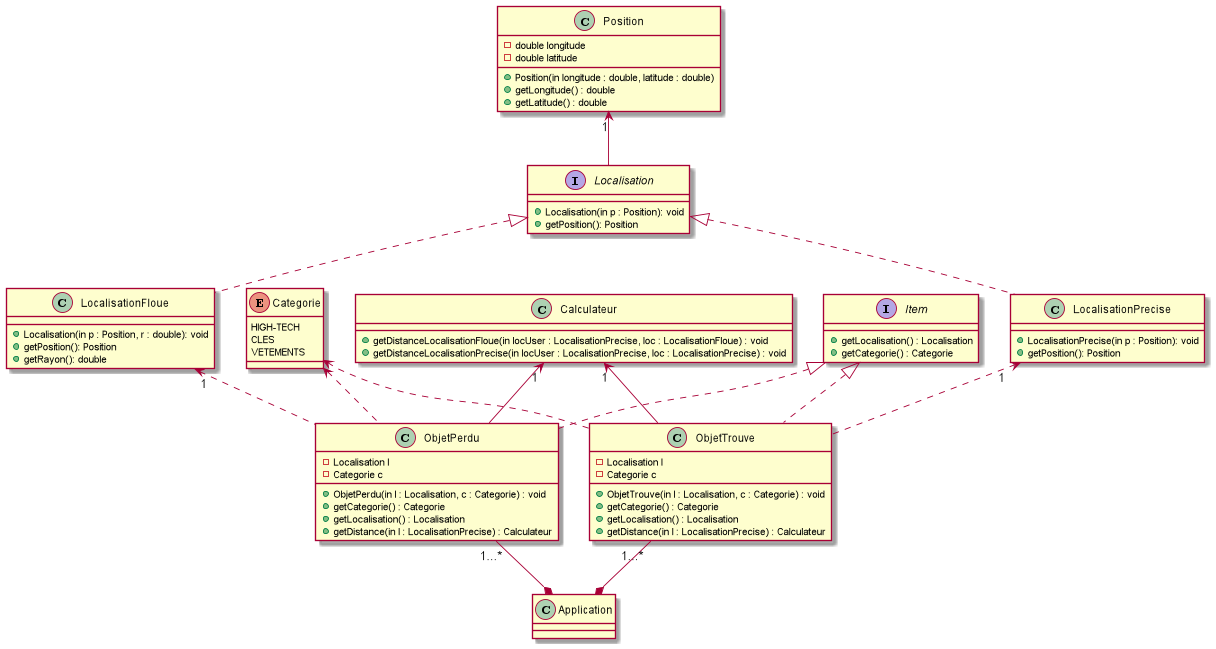 C Position
double longitude
double latitude
Position(in longitude : double, latitude : double)
getLongitude() : double
getLatitude() : double
1
I Localisation
Localisation(in p : Position): void
getPosition(): Position
C LocalisationFloue
Localisation(in p : Position, r : double): void
getPosition(): Position
getRayon(): double
E Categorie
HIGH-TECH
CLES
VETEMENTS
C Calculateur
getDistanceLocalisationFloue(in locUser : LocalisationPrecise, loc : LocalisationFloue) : void
getDistanceLocalisationPrecise(in locUser : LocalisationPrecise, loc : LocalisationPrecise) : void
I Item
getLocalisation() : Localisation
getCategorie() : Categorie
C LocalisationPrecise
LocalisationPrecise(in p : Position): void
getPosition(): Position
1
1
1
1
C ObjetPerdu
Localisation l
Categorie c
ObjetPerdu(in l : Localisation, c : Categorie) : void
getCategorie() : Categorie
getLocalisation() : Localisation
getDistance(in l : LocalisationPrecise) : Calculateur
C ObjetTrouve
Localisation l
Categorie c
ObjetTrouve(in l : Localisation, c : Categorie) : void
getCategorie() : Categorie
getLocalisation() : Localisation
getDistance(in l : LocalisationPrecise) : Calculateur
1...*
1...*
C Application